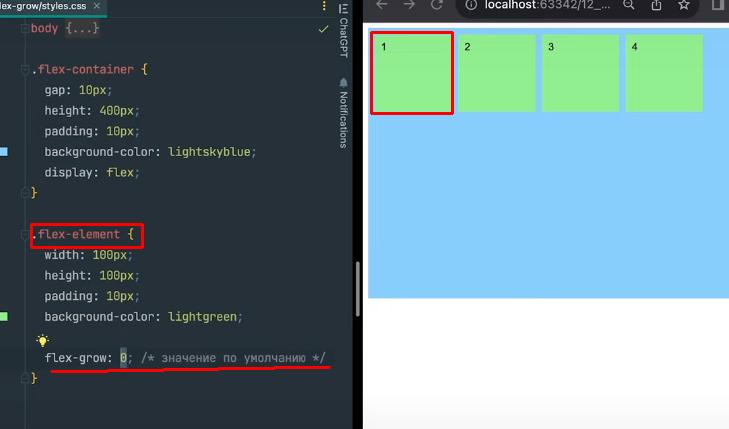 lex-grow/styles.css ×
body {...}
.flex-container {
gap: 10px;
height: 400px;
padding: 10px;
background-color: lightskyblue;
display: flex;
}
.flex-element {
width: 100px;
height: 100px;
padding: 10px;
background-color: lightgreen;
flex-grow: 0; /* значение по умолчанию */
}
ChatGPT
Notifications
localhost:63342/12_...
1
2
3
4